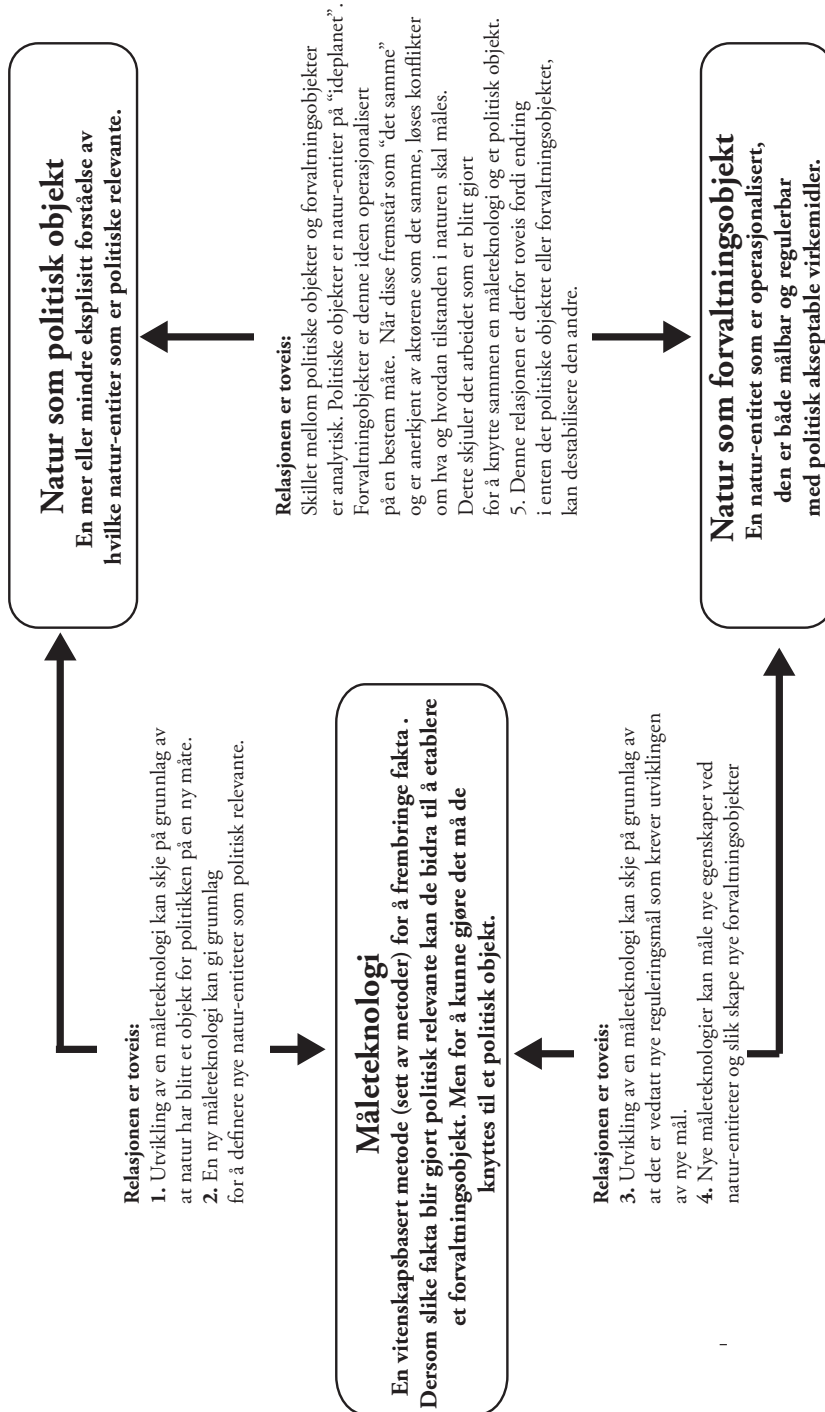 Natur som politisk objekt
En mer eller mindre eksplisitt forståelse av
hvilke natur-entiter som er politiske relevante.
Relasjonen er toveis:
1. Utvikling av en måleteknologi kan skje på grunnlag av
at natur har blitt et objekt for politikken på en ny måte.
2. En ny måleteknologi kan gi grunnlag
for å definere nye natur-entiteter som politisk relevante.
Relasjonen er toveis:
Skillet mellom politiske objekter og forvaltningsobjekter
er analytisk. Politiske objekter er natur-entiter på “ideplanet”.
Forvaltningobjekter er denne ideen operasjonalisert
på en bestem måte. Når disse fremstår som “det samme”
og er anerkjent av aktørene som det samme, løses konflikter
om hva og hvordan tilstanden i naturen skal måles.
Dette skjuler det arbeidet som er blitt gjort
for å knytte sammen en måleteknologi og et politisk objekt.
5. Denne relasjonen er derfor toveis fordi endring
i enten det politiske objektet eller forvaltningsobjektet,
kan destabilisere den andre.
Måleteknologi
En vitenskapsbasert metode (sett av metoder) for å frembringe fakta .
Dersom slike fakta blir gjort politisk relevante kan de bidra til å etablere
et forvaltningsobjekt. Men for å kunne gjøre det må de
knyttes til et politisk objekt.
Relasjonen er toveis:
3. Utvikling av en måleteknologi kan skje på grunnlag av
at det er vedtatt nye reguleringsmål som krever utviklingen
av nye mål.
4. Nye måleteknologier kan måle nye egenskaper ved
natur-entiteter og slik skape nye forvaltningsobjekter
Natur som forvaltningsobjekt
En natur-entitet som er operasjonalisert,
den er både målbar og regulerbar
med politisk akseptable virkemidler.